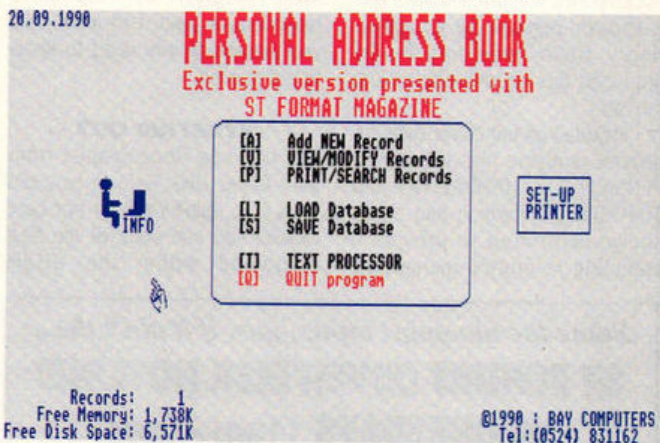 20.09.1990
PERSONAL ADDRESS BOOK
Exclusive version presented with
ST FORMAT MAGAZINE
[A] Add NEW Record
[V] VIEW/MODIFY Records
[P] PRINT/SEARCH Records
[L] LOAD Database
[S] SAVE Database
[T] TEXT PROCESSOR
[Q] QUIT program
INFO
SET-UP
PRINTER
Records: 1
Free Memory: 1,738K
Free Disk Space: 6,571K
©1990 : BAY COMPUTERS
Tel:(0524) 831162